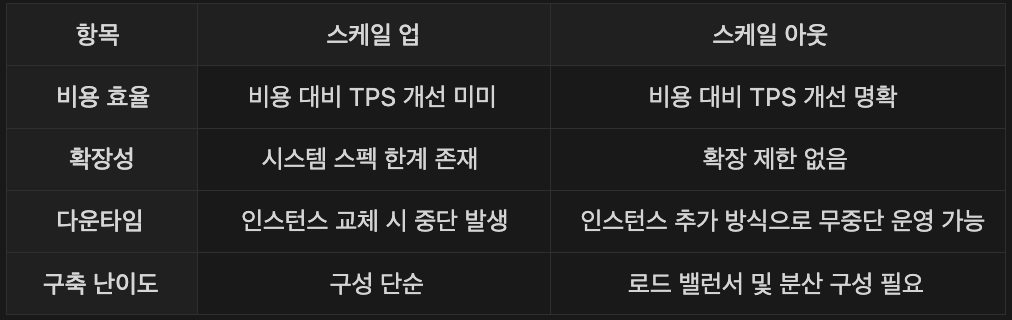 항목 스케일 업 스케일 아웃
비용 효율 비용 대비 TPS 개선 미미 비용 대비 TPS 개선 명확
확장성 시스템 스펙 한계 존재 확장 제한 없음
다운타임 인스턴스 교체 시 중단 발생 인스턴스 추가 방식으로 무중단 운영 가능
구축 난이도 구성 단순 로드 밸런서 및 분산 구성 필요